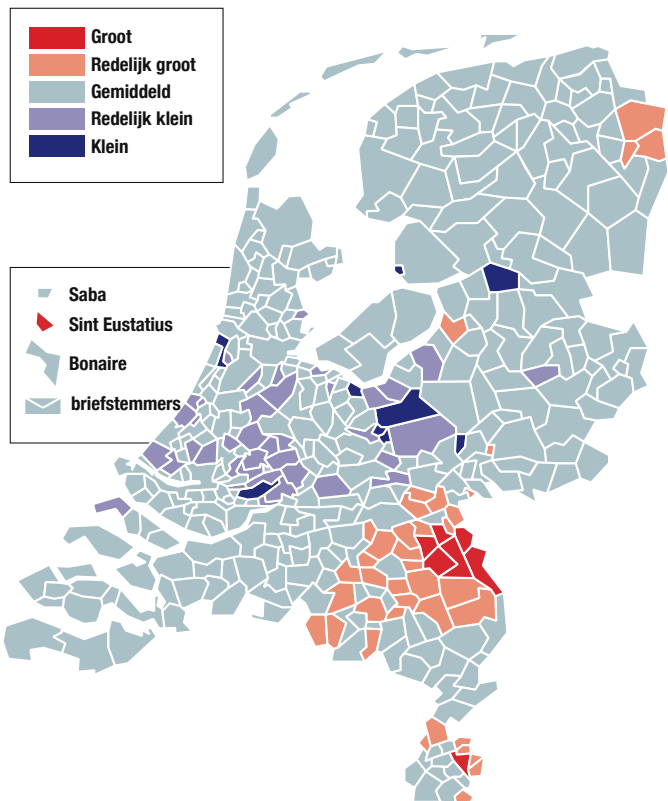 Groot
Redelijk groot
Gemiddeld
Redelijk klein
Klein
Saba
Sint Eustatius
Bonaire
briefstemmers